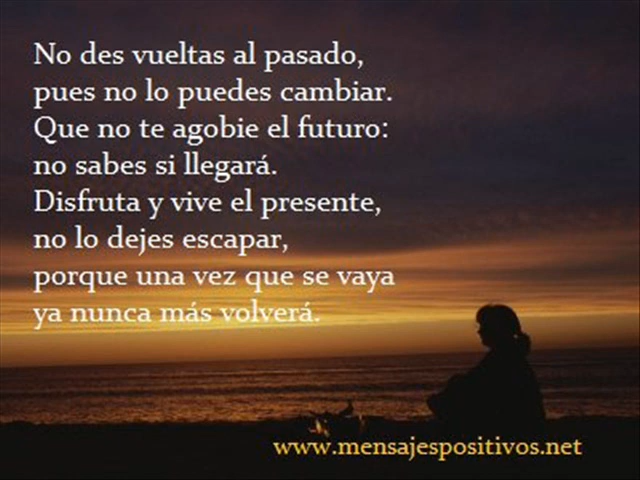 No des vueltas al pasado,
pues no lo puedes cambiar.
Que no te agobie el futuro:
no sabes si llegará.
Disfruta y vive el presente,
no lo dejes escapar,
porque una vez que se vaya
ya nunca más volverá.
www.mensajespositivos.net